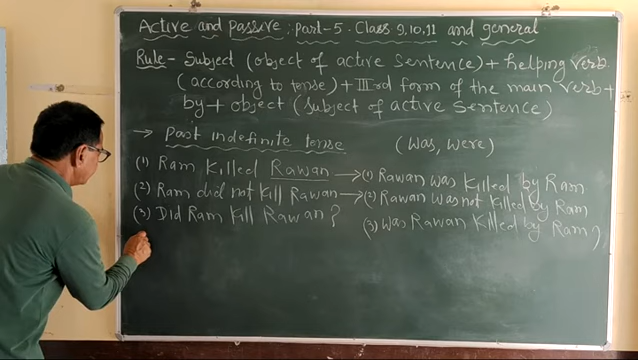 Active and passive: Part-5. Class 9,10,11 and general
Rule - Subject (object of active sentence) + helping verb
(according to tense) + IIIrd form of the main verb +
by + object (subject of active sentence)
→ Past indefinite tense (was, were)
(1) Ram killed Rawan → (1) Rawan was killed by Ram
(2) Ram did not kill Rawan → (2) Rawan was not killed by Ram
(3) Did Ram kill Rawan? (3) Was Rawan killed by Ram?